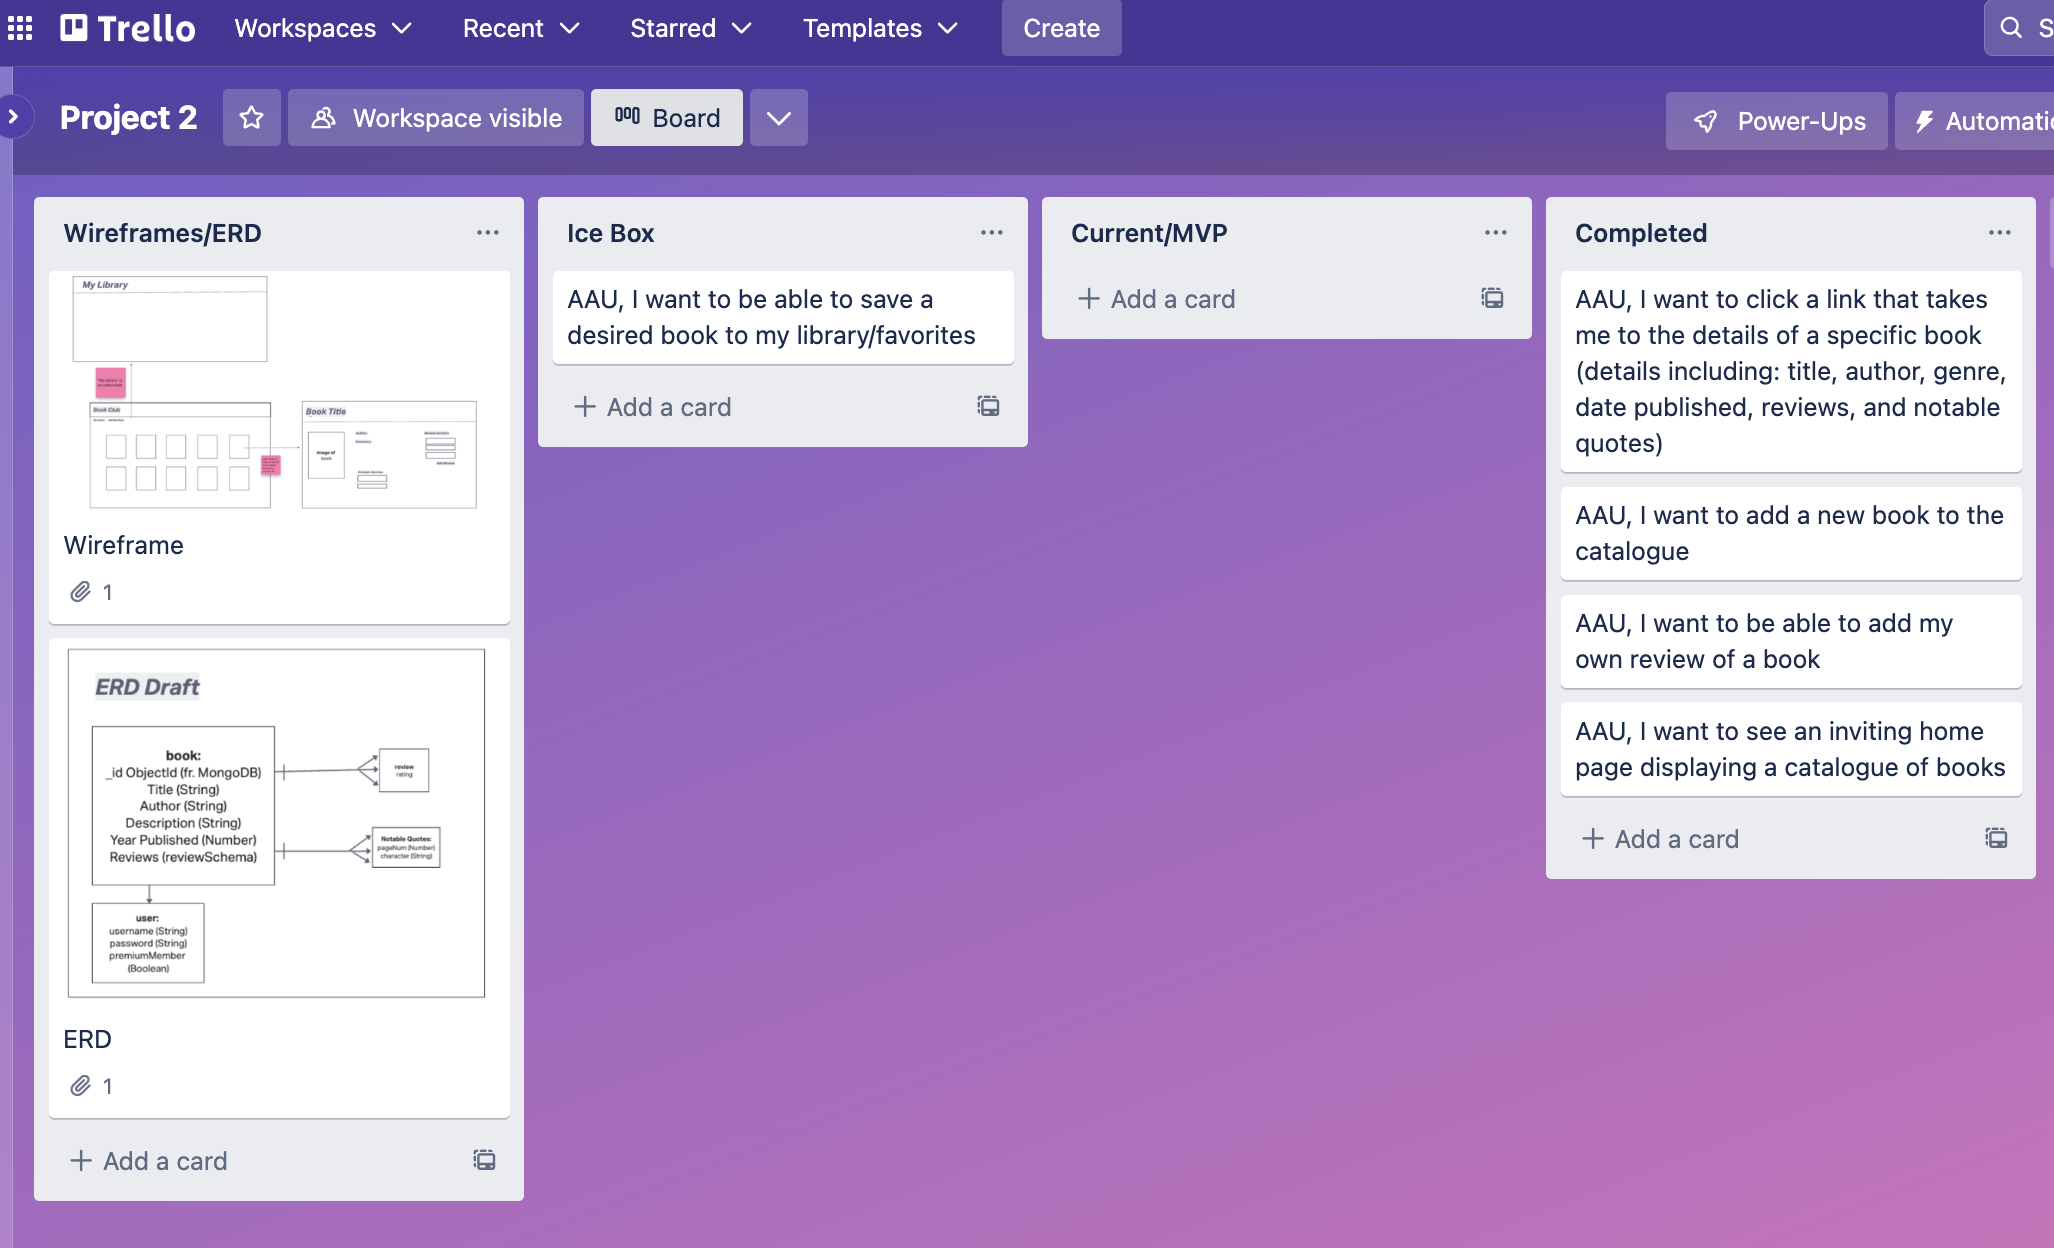 Trello
Workspaces
Recent
Starred
Templates
Create
S
Project 2
Workspace visible
Board
Power-Ups
Automatic
Wireframes/ERD
My Library
Book Club
Book Title
image of
book
Wireframe
1
ERD Draft
book:
_id ObjectId (fr. MongoDB)
Title (String)
Author (String)
Description (String)
Year Published (Number)
Reviews (reviewSchema)
review
rating
Notable Quotes:
pageNum (Number)
character (String)
user:
username (String)
password (String)
premiumMember
(Boolean)
ERD
1
Add a card
Ice Box
AAU, I want to be able to save a
desired book to my library/favorites
Add a card
Current/MVP
Add a card
Completed
AAU, I want to click a link that takes
me to the details of a specific book
(details including: title, author, genre,
date published, reviews, and notable
quotes)
AAU, I want to add a new book to the
catalogue
AAU, I want to be able to add my
own review of a book
AAU, I want to see an inviting home
page displaying a catalogue of books
Add a card